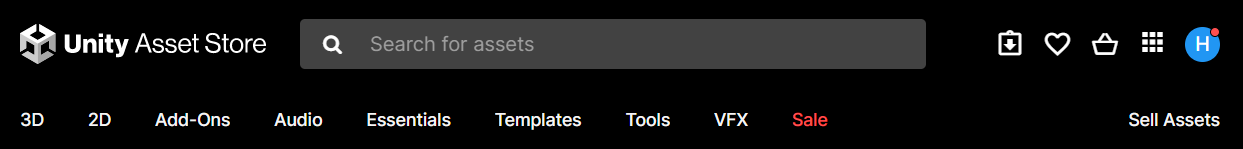 Unity Asset Store Search for assets H
3D 2D Add-Ons Audio Essentials Templates Tools VFX Sale Sell Assets